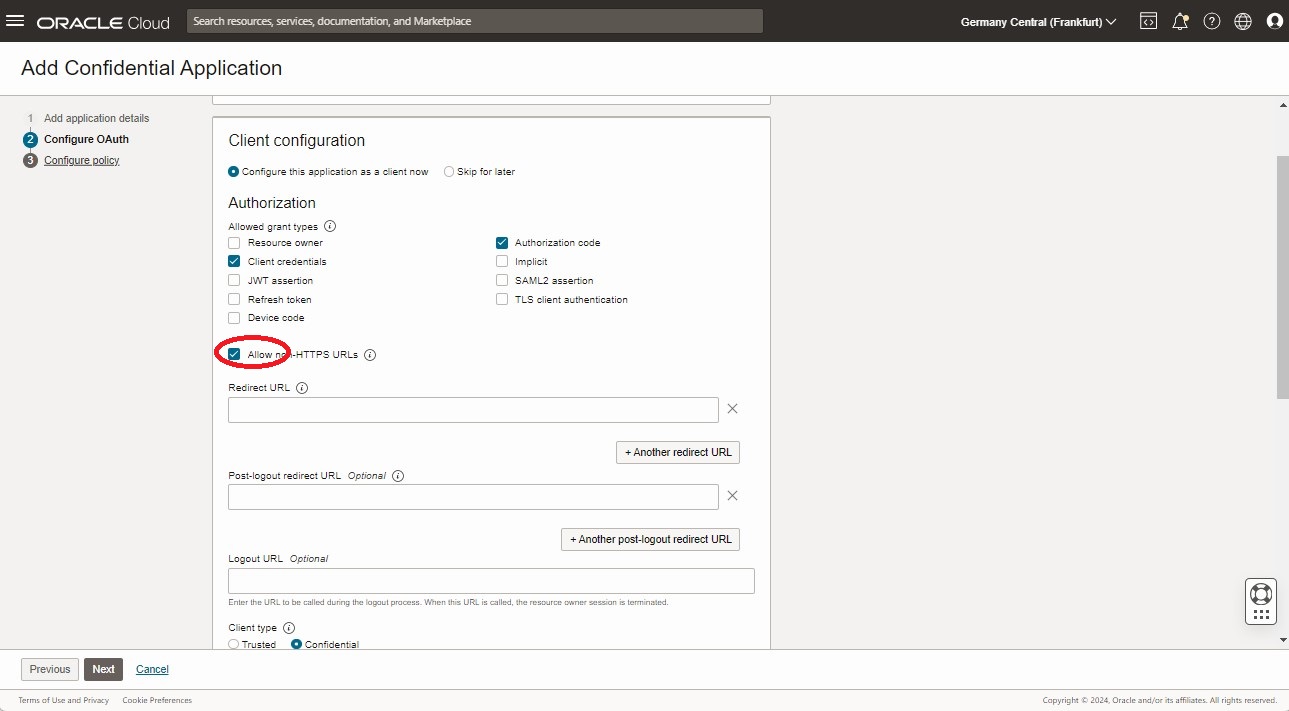 ORACLE Cloud
Search resources, services, documentation, and Marketplace
Germany Central (Frankfurt)
Add Confidential Application
1 Add application details
2 Configure OAuth
3 Configure policy
Client configuration
Configure this application as a client now Skip for later
Authorization
Allowed grant types
Resource owner Authorization code
Client credentials Implicit
JWT assertion SAML2 assertion
Refresh token TLS client authentication
Device code
Allow non-HTTPS URLs
Redirect URL
+ Another redirect URL
Post-logout redirect URL Optional
+ Another post-logout redirect URL
Logout URL Optional
Enter the URL to be called during the logout process. When this URL is called, the resource owner session is terminated.
Client type
Trusted Confidential
Previous Next Cancel
Terms of Use and Privacy Cookie Preferences
Copyright © 2024, Oracle and/or its affiliates. All rights reserved.